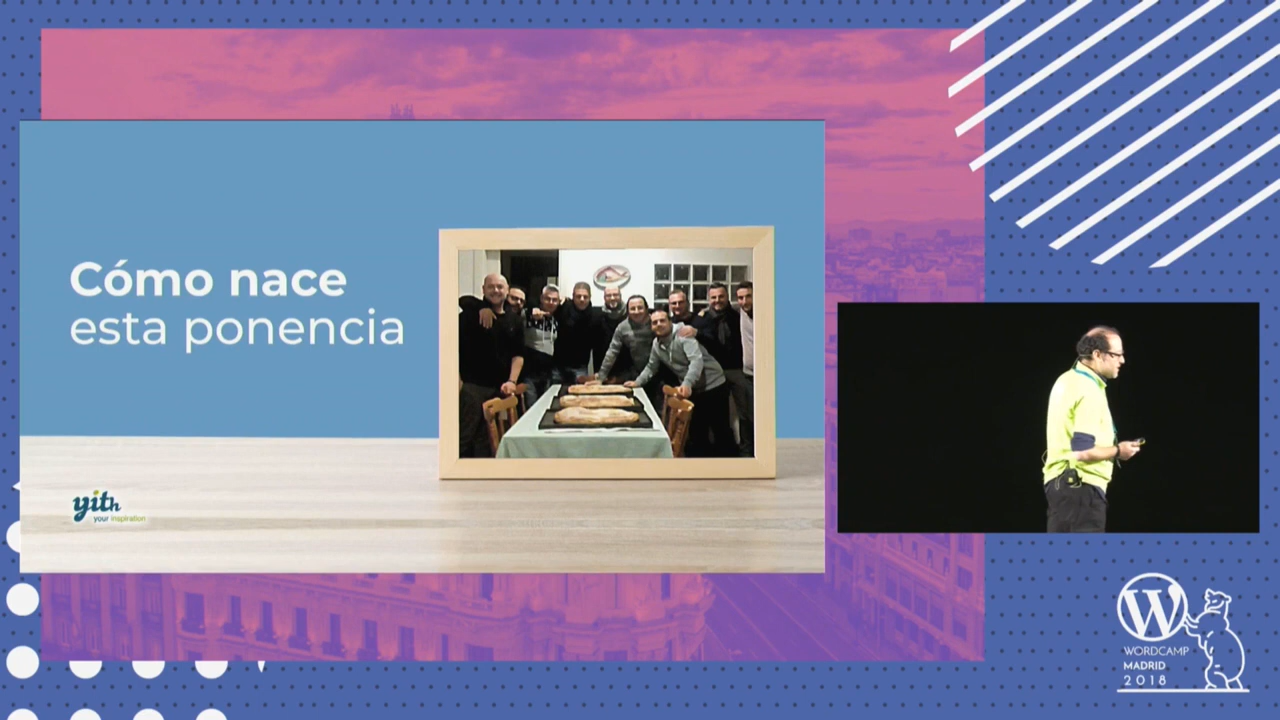 Cómo nace
esta ponencia
yith
your inspiration
W
WORDCAMP
MADRID
2018